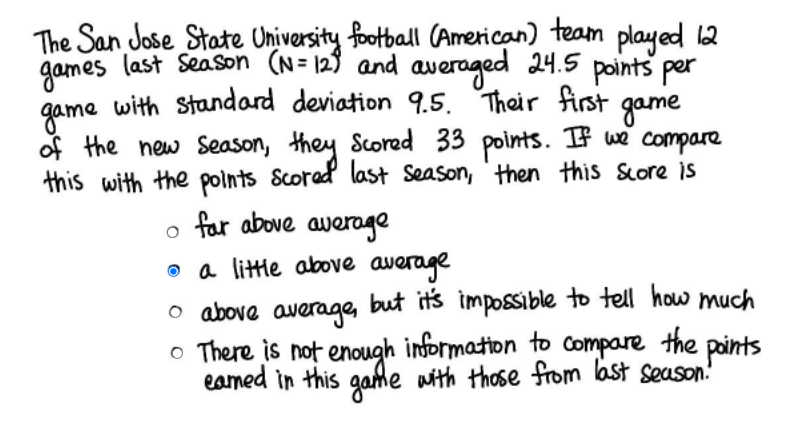 The San Jose State University football (American) team played 12
games last season (N=12) and averaged 24.5 points per
game with standard deviation 9.5. Their first game
of the new season, they scored 33 points. If we compare
this with the points scored last season, then this score is
far above average
a little above average
above average, but it's impossible to tell how much
There is not enough information to compare the points
earned in this game with those from last season.